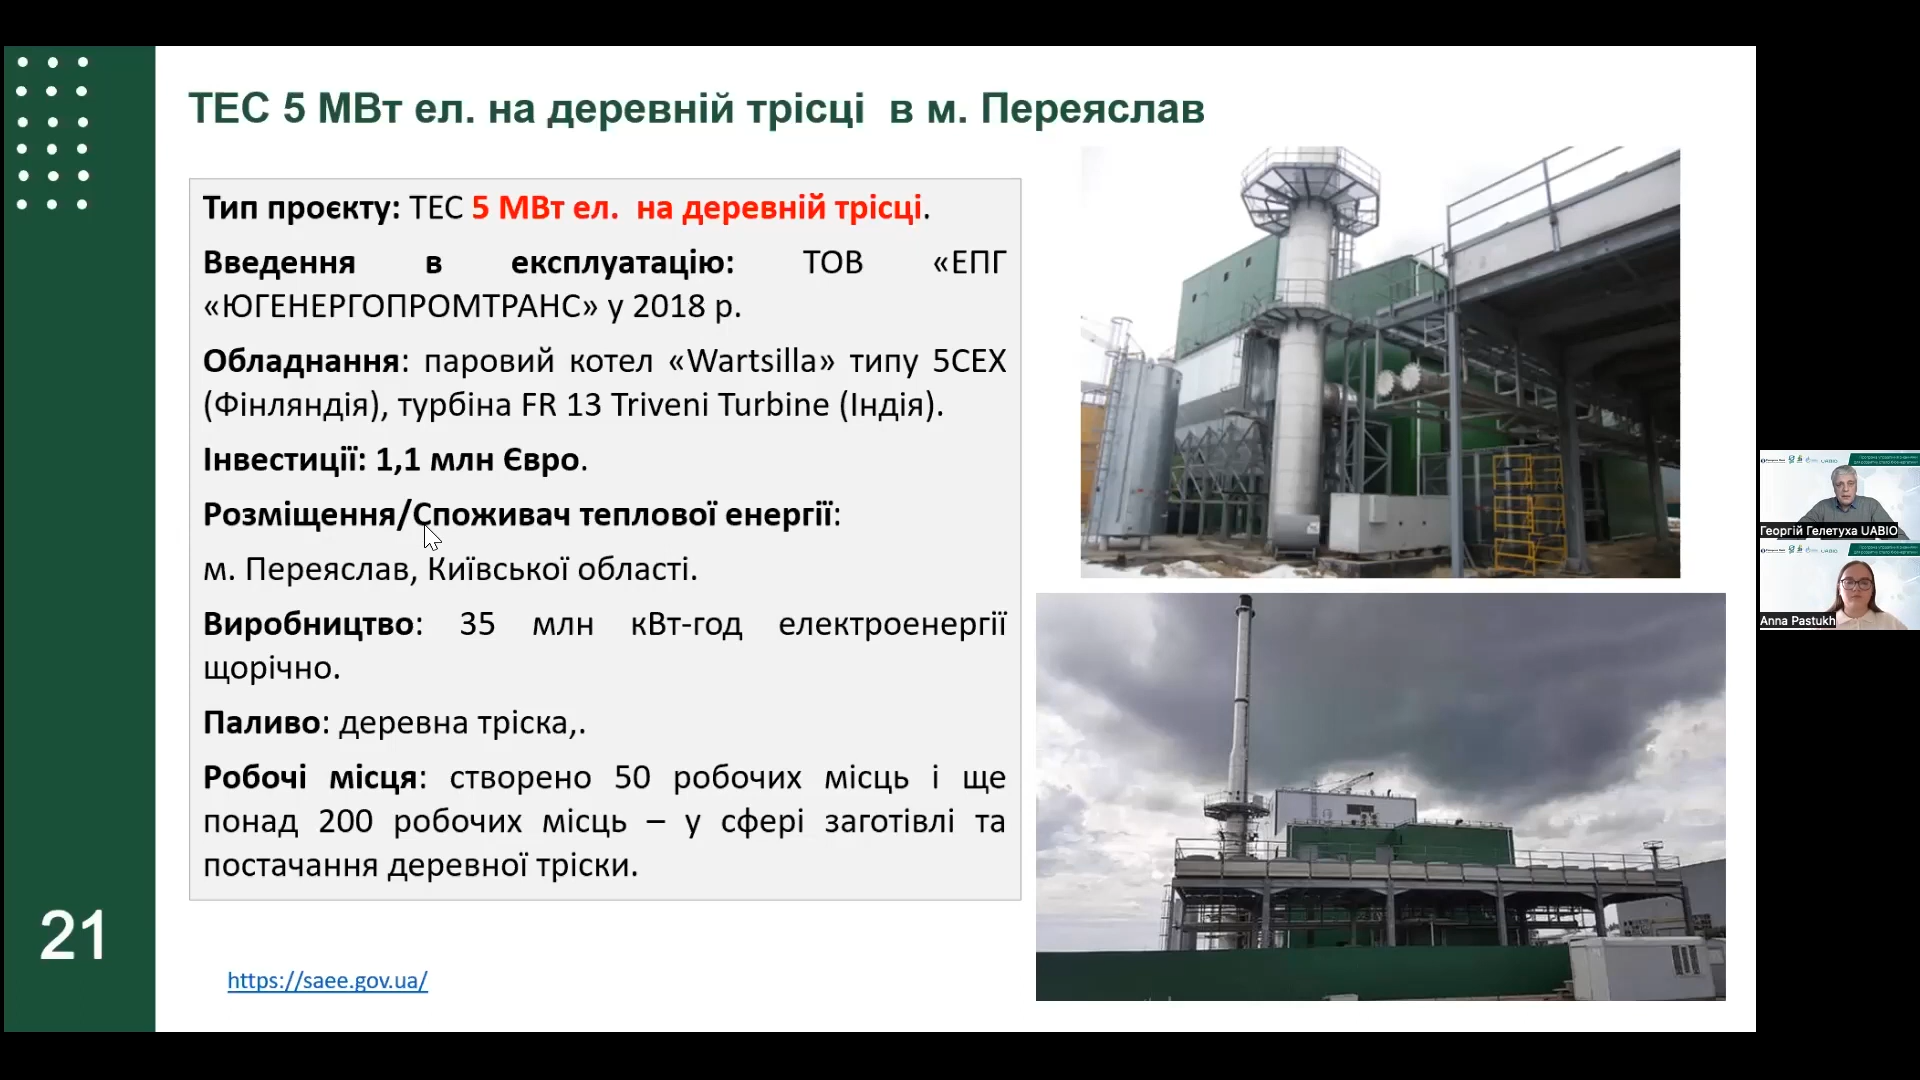 ТЕС 5 МВт ел. на деревній трісці в м. Переяслав
Тип проєкту: ТЕС 5 МВт ел. на деревній трісці.
Введення в експлуатацію: ТОВ «ЕПГ
«ЮГЕНЕРГОПРОМТРАНС» у 2018 р.
Обладнання: паровий котел «Wartsilla» типу 5CEX
(Фінляндія), турбіна FR 13 Triveni Turbine (Індія).
Інвестиції: 1,1 млн Євро.
Розміщення/Споживач теплової енергії:
м. Переяслав, Київської області.
Виробництво: 35 млн кВт-год електроенергії
щорічно.
Паливо: деревна тріска,.
Робочі місця: створено 50 робочих місць і ще
понад 200 робочих місць – у сфері заготівлі та
постачання деревної тріски.
21
https://saee.gov.ua/
Георгій Гелетуха UABIO
Anna Pastukh